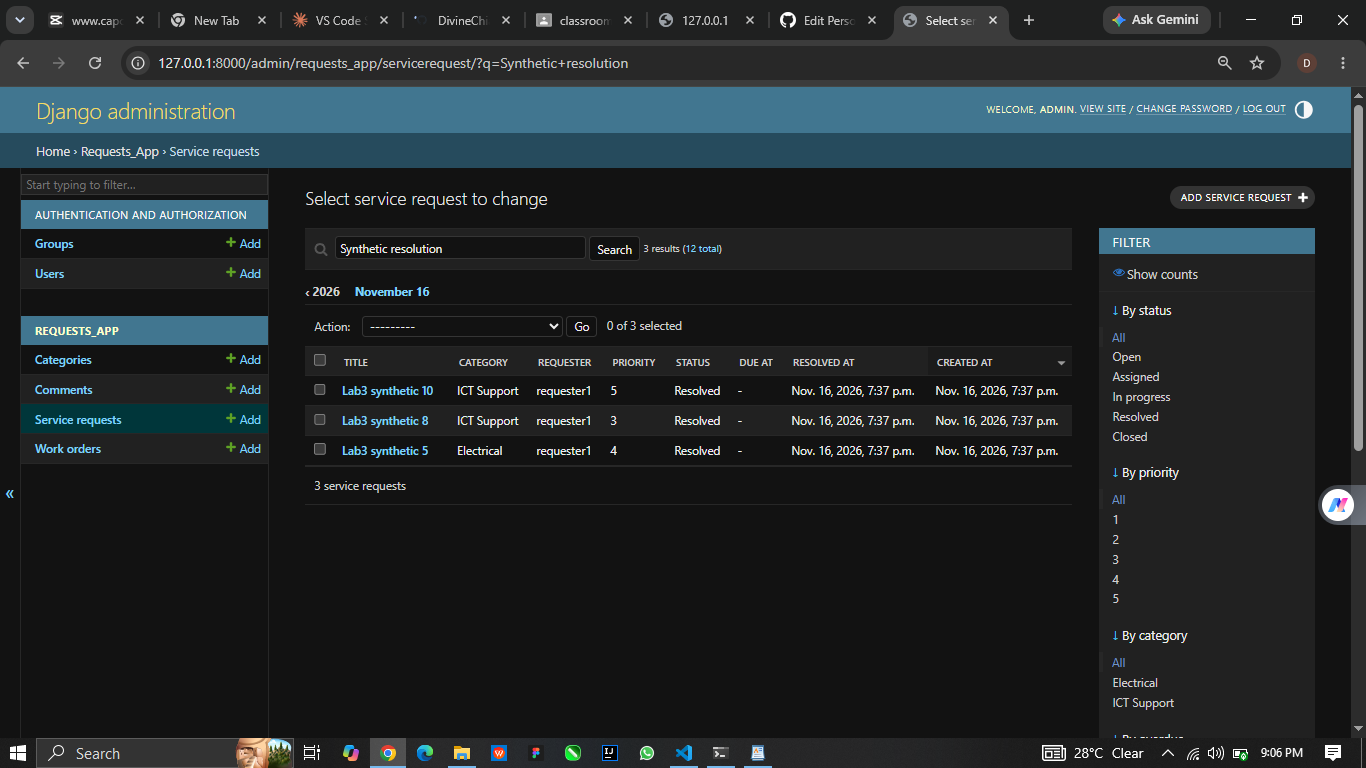 www.capc
New Tab
VS Code S
DivineChi
classroom
127.0.0.1
Edit Perso
Select ser
Ask Gemini
127.0.0.1:8000/admin/requests_app/servicerequest/?q=Synthetic+resolution
D
Django administration
WELCOME, ADMIN. VIEW SITE / CHANGE PASSWORD / LOG OUT
Home › Requests_App › Service requests
Start typing to filter...
AUTHENTICATION AND AUTHORIZATION
Groups + Add
Users + Add
REQUESTS_APP
Categories + Add
Comments + Add
Service requests + Add
Work orders + Add
«
Select service request to change
ADD SERVICE REQUEST +
Synthetic resolution Search 3 results (12 total)
‹ 2026 November 16
Action: --------- Go 0 of 3 selected
TITLE CATEGORY REQUESTER PRIORITY STATUS DUE AT RESOLVED AT CREATED AT
Lab3 synthetic 10 ICT Support requester1 5 Resolved - Nov. 16, 2026, 7:37 p.m. Nov. 16, 2026, 7:37 p.m.
Lab3 synthetic 8 ICT Support requester1 3 Resolved - Nov. 16, 2026, 7:37 p.m. Nov. 16, 2026, 7:37 p.m.
Lab3 synthetic 5 Electrical requester1 4 Resolved - Nov. 16, 2026, 7:37 p.m. Nov. 16, 2026, 7:37 p.m.
3 service requests
FILTER
Show counts
↓ By status
All
Open
Assigned
In progress
Resolved
Closed
↓ By priority
All
1
2
3
4
5
↓ By category
All
Electrical
ICT Support
Search
28°C Clear
9:06 PM